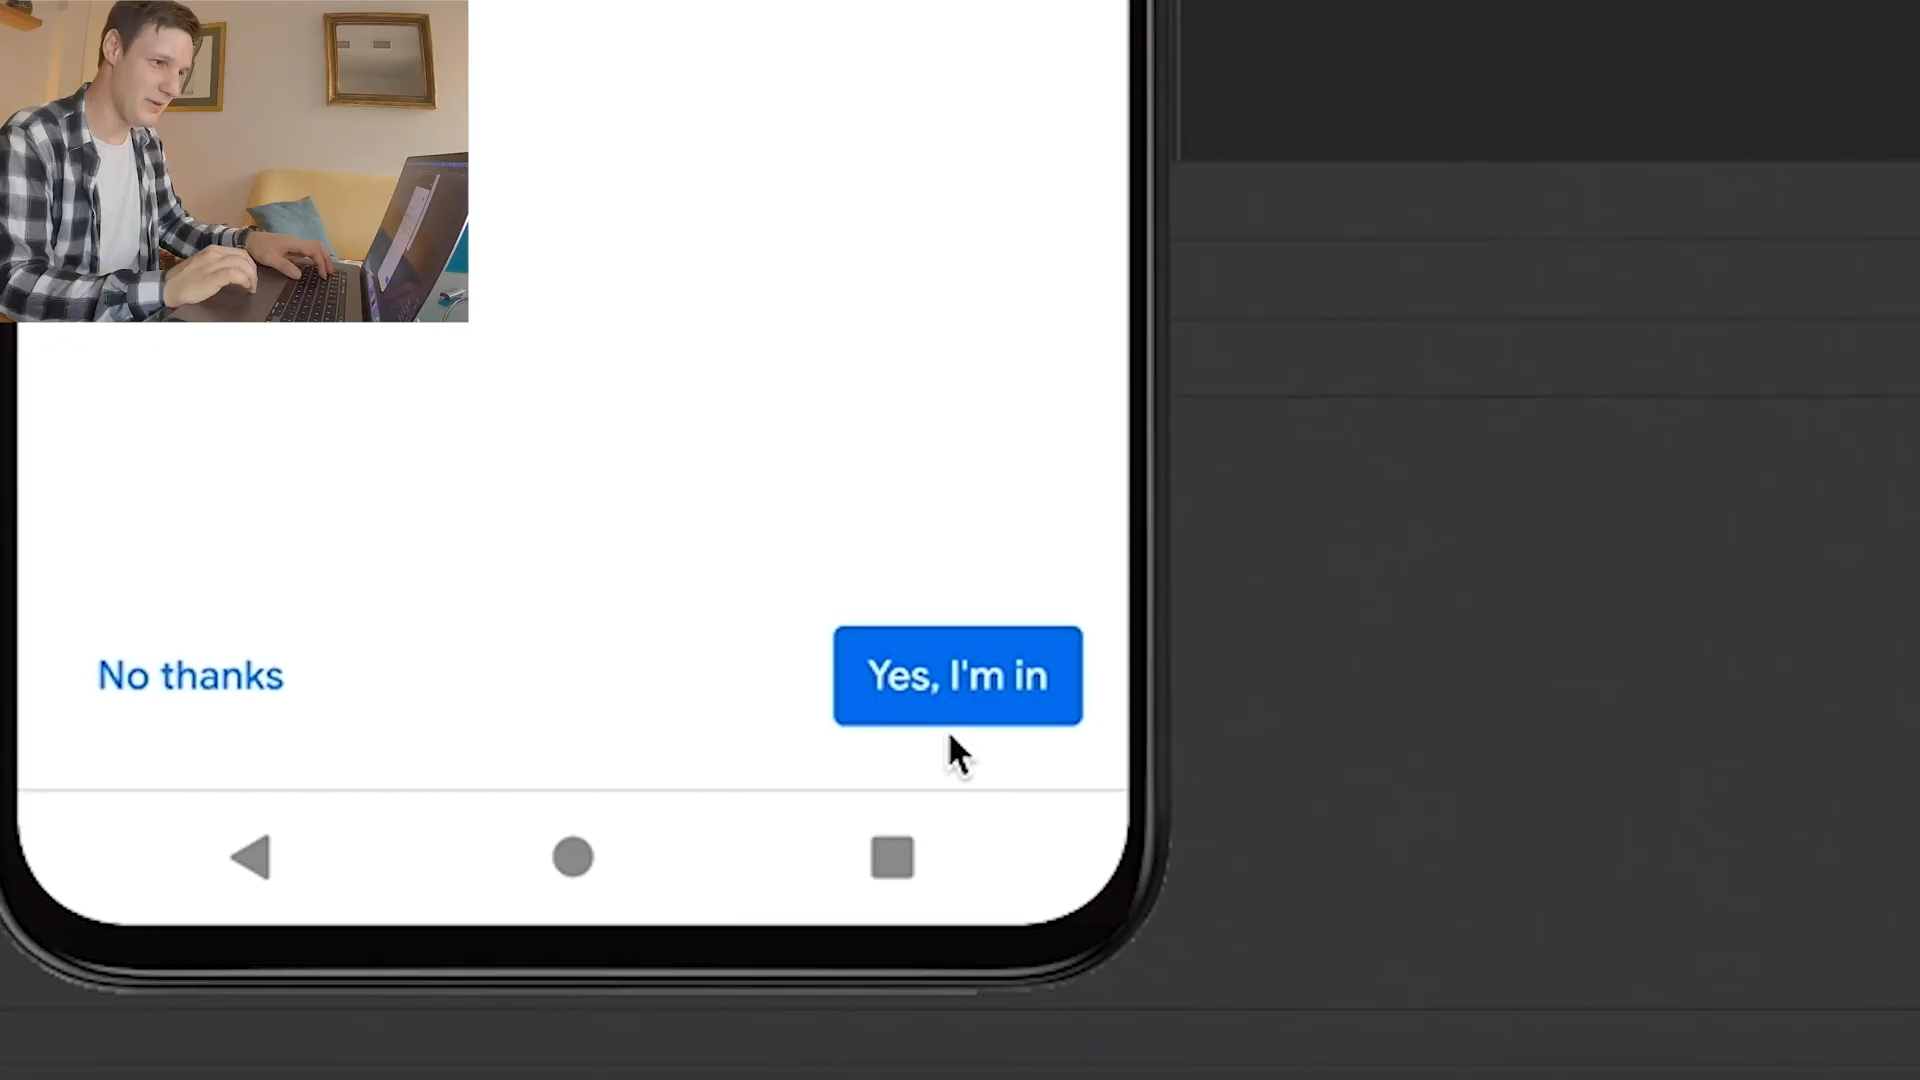 No thanks
Yes, I'm in